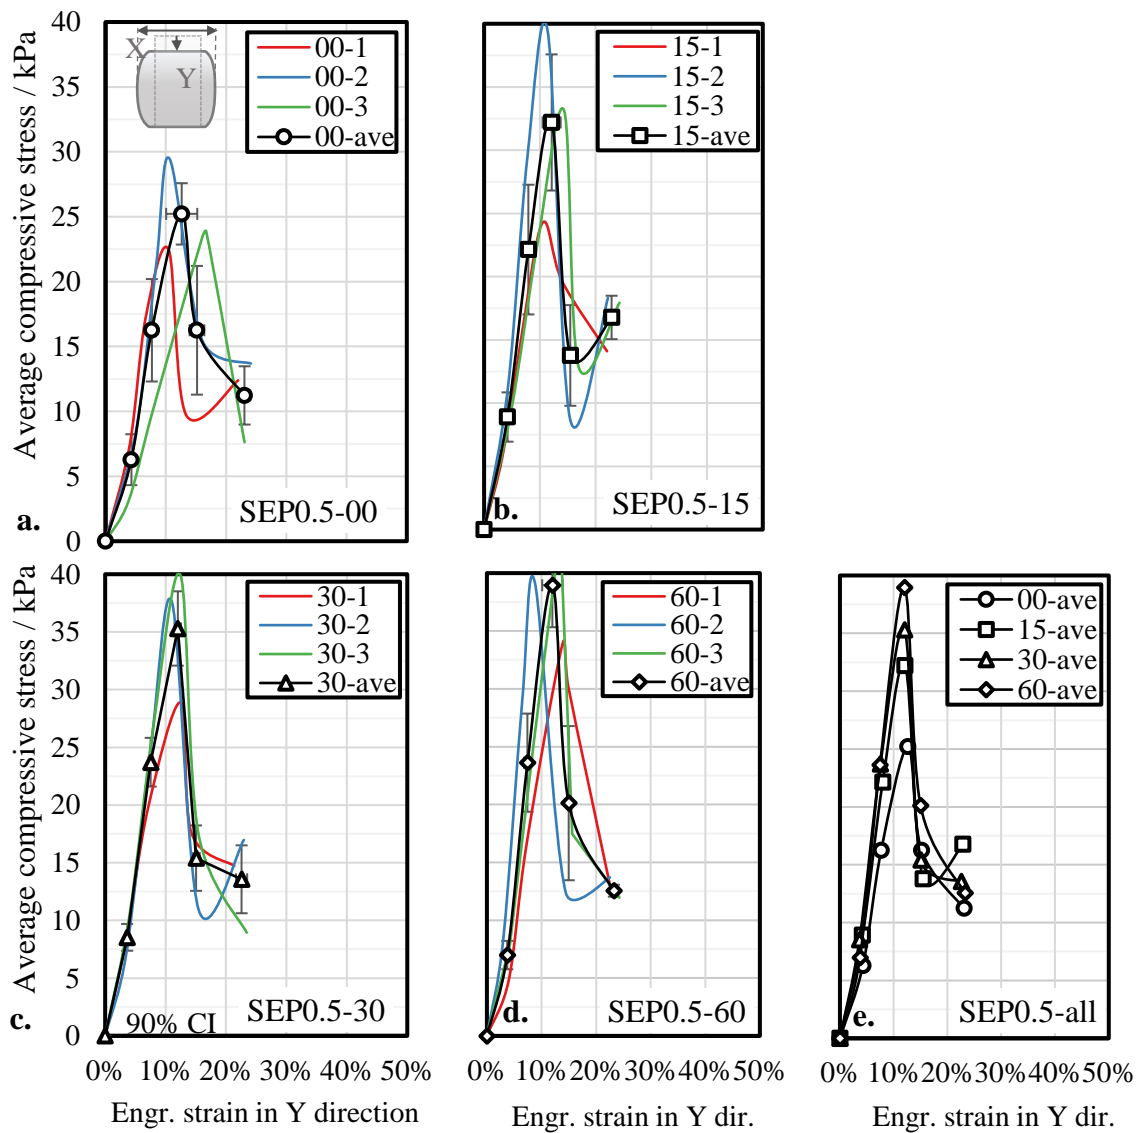 Average compressive stress / kPa
40
35
30
25
20
15
10
5
0
X
Y
00-1
00-2
00-3
00-ave
SEP0.5-00
a.
15-1
15-2
15-3
15-ave
SEP0.5-15
b.
Average compressive stress / kPa
40
35
30
25
20
15
10
5
0
30-1
30-2
30-3
30-ave
SEP0.5-30
90% CI
c.
0% 10% 20% 30% 40% 50%
Engr. strain in Y direction
60-1
60-2
60-3
60-ave
SEP0.5-60
d.
0% 10% 20% 30% 40% 50%
Engr. strain in Y dir.
00-ave
15-ave
30-ave
60-ave
SEP0.5-all
e.
0% 10% 20% 30% 40% 50%
Engr. strain in Y dir.